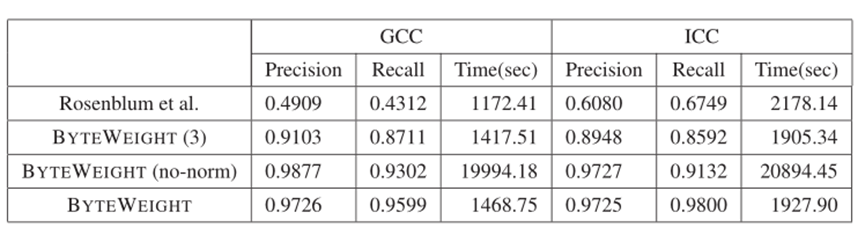 GCC ICC
Precision Recall Time(sec) Precision Recall Time(sec)
Rosenblum et al. 0.4909 0.4312 1172.41 0.6080 0.6749 2178.14
BYTEWEIGHT (3) 0.9103 0.8711 1417.51 0.8948 0.8592 1905.34
BYTEWEIGHT (no-norm) 0.9877 0.9302 19994.18 0.9727 0.9132 20894.45
BYTEWEIGHT 0.9726 0.9599 1468.75 0.9725 0.9800 1927.90